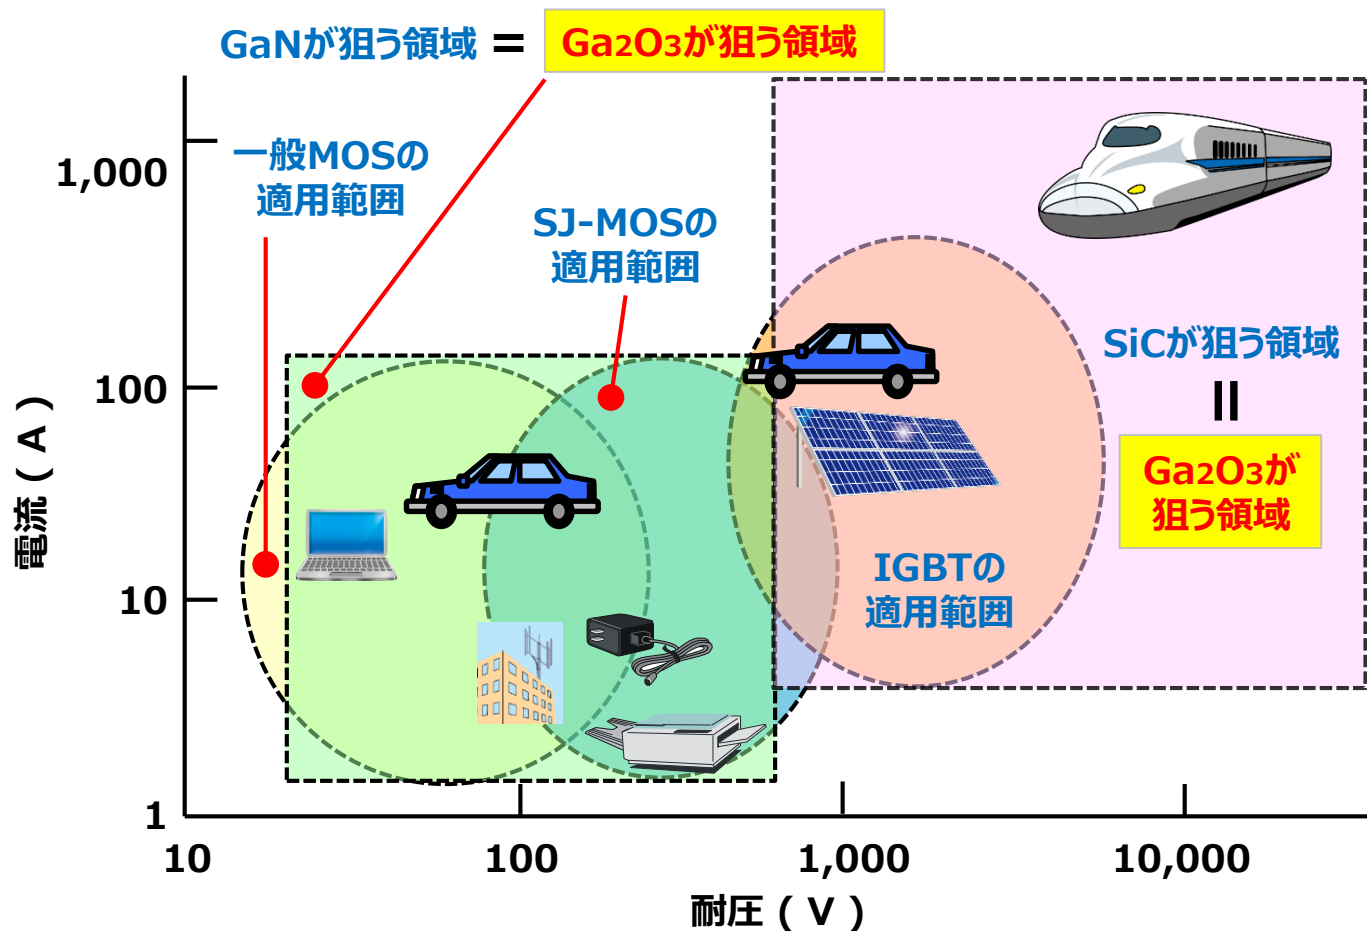 GaNが狙う領域 = Ga2O3が狙う領域
一般MOSの
適用範囲
SJ-MOSの
適用範囲
SiCが狙う領域
=
Ga2O3が
狙う領域
IGBTの
適用範囲
電流 ( A )
1,000
100
10
1
10
100
1,000
10,000
耐圧 ( V )